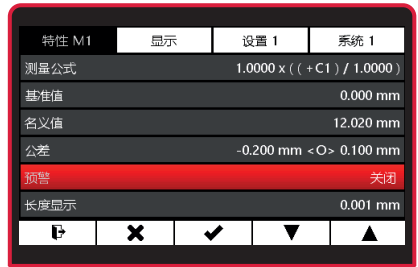 特性 M1 显示 设置 1 系统 1
测量公式 1.0000 x ( ( +C1 ) / 1.0000 )
基准值 0.000 mm
名义值 12.020 mm
公差 -0.200 mm <O> 0.100 mm
预警 关闭
长度显示 0.001 mm